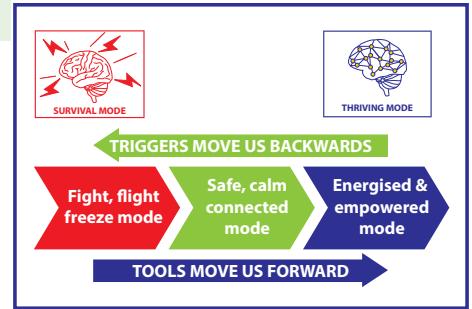 SURVIVAL MODE
THRIVING MODE
TRIGGERS MOVE US BACKWARDS
Fight, flight
freeze mode
Safe, calm
connected
mode
Energised &
empowered
mode
TOOLS MOVE US FORWARD